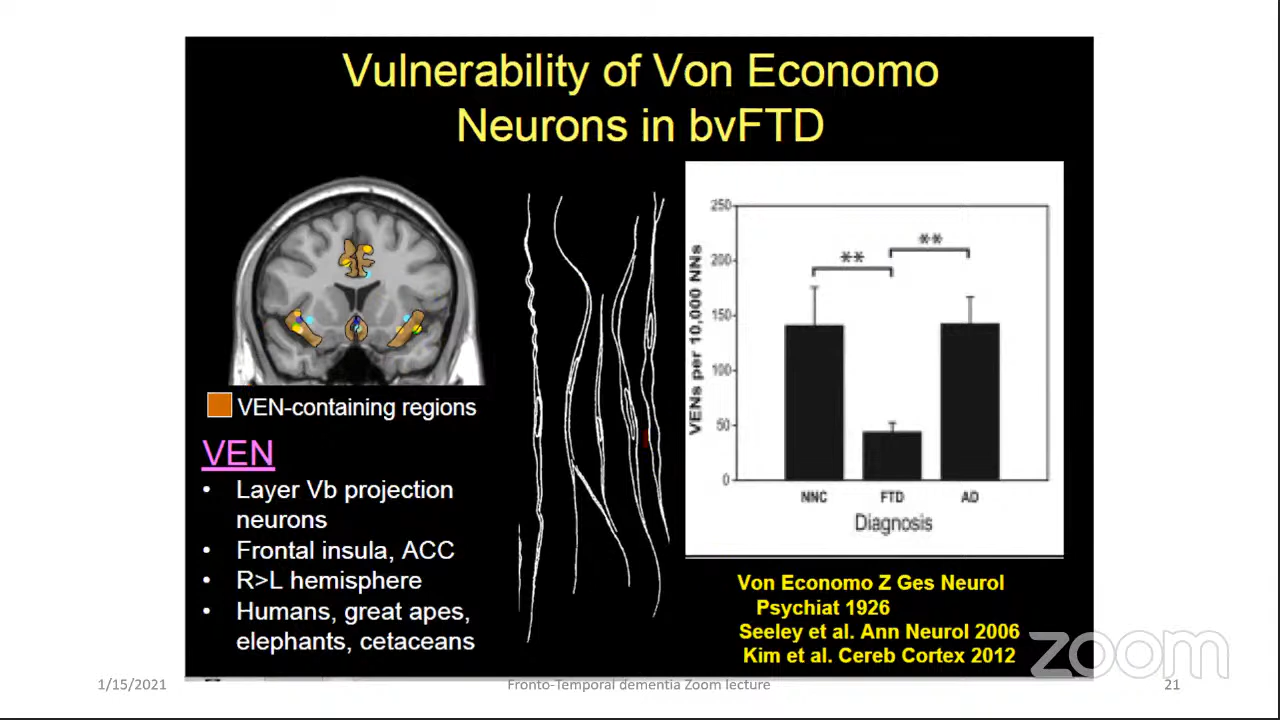 Vulnerability of Von Economo
Neurons in bvFTD
VEN-containing regions
VEN
• Layer Vb projection
neurons
• Frontal insula, ACC
• R>L hemisphere
• Humans, great apes,
elephants, cetaceans
VENs per 10,000 NNs
250
200
150
100
50
0
**
**
NNC FTD AD
Diagnosis
Von Economo Z Ges Neurol
Psychiat 1926
Seeley et al. Ann Neurol 2006
Kim et al. Cereb Cortex 2012
zoom
1/15/2021
Fronto-Temporal dementia Zoom lecture
21